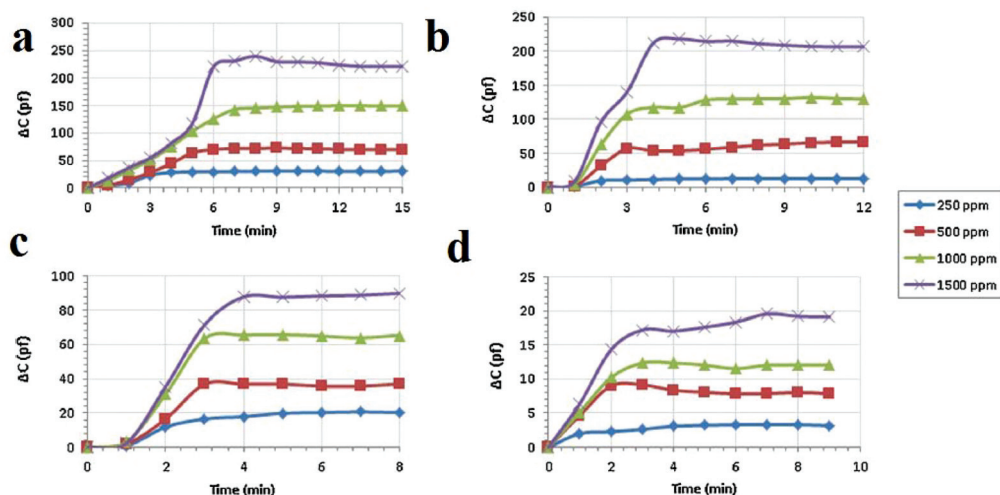 a
300
250
200
150
100
50
0
ΔC (pf)
0 3 6 9 12 15
Time (min)
b
250
200
150
100
50
0
ΔC (pf)
0 3 6 9 12
Time (min)
250 ppm
500 ppm
1000 ppm
1500 ppm
c
100
80
60
40
20
0
ΔC (pf)
0 2 4 6 8
Time (min)
d
25
20
15
10
5
0
ΔC (pf)
0 2 4 6 8 10
Time (min)